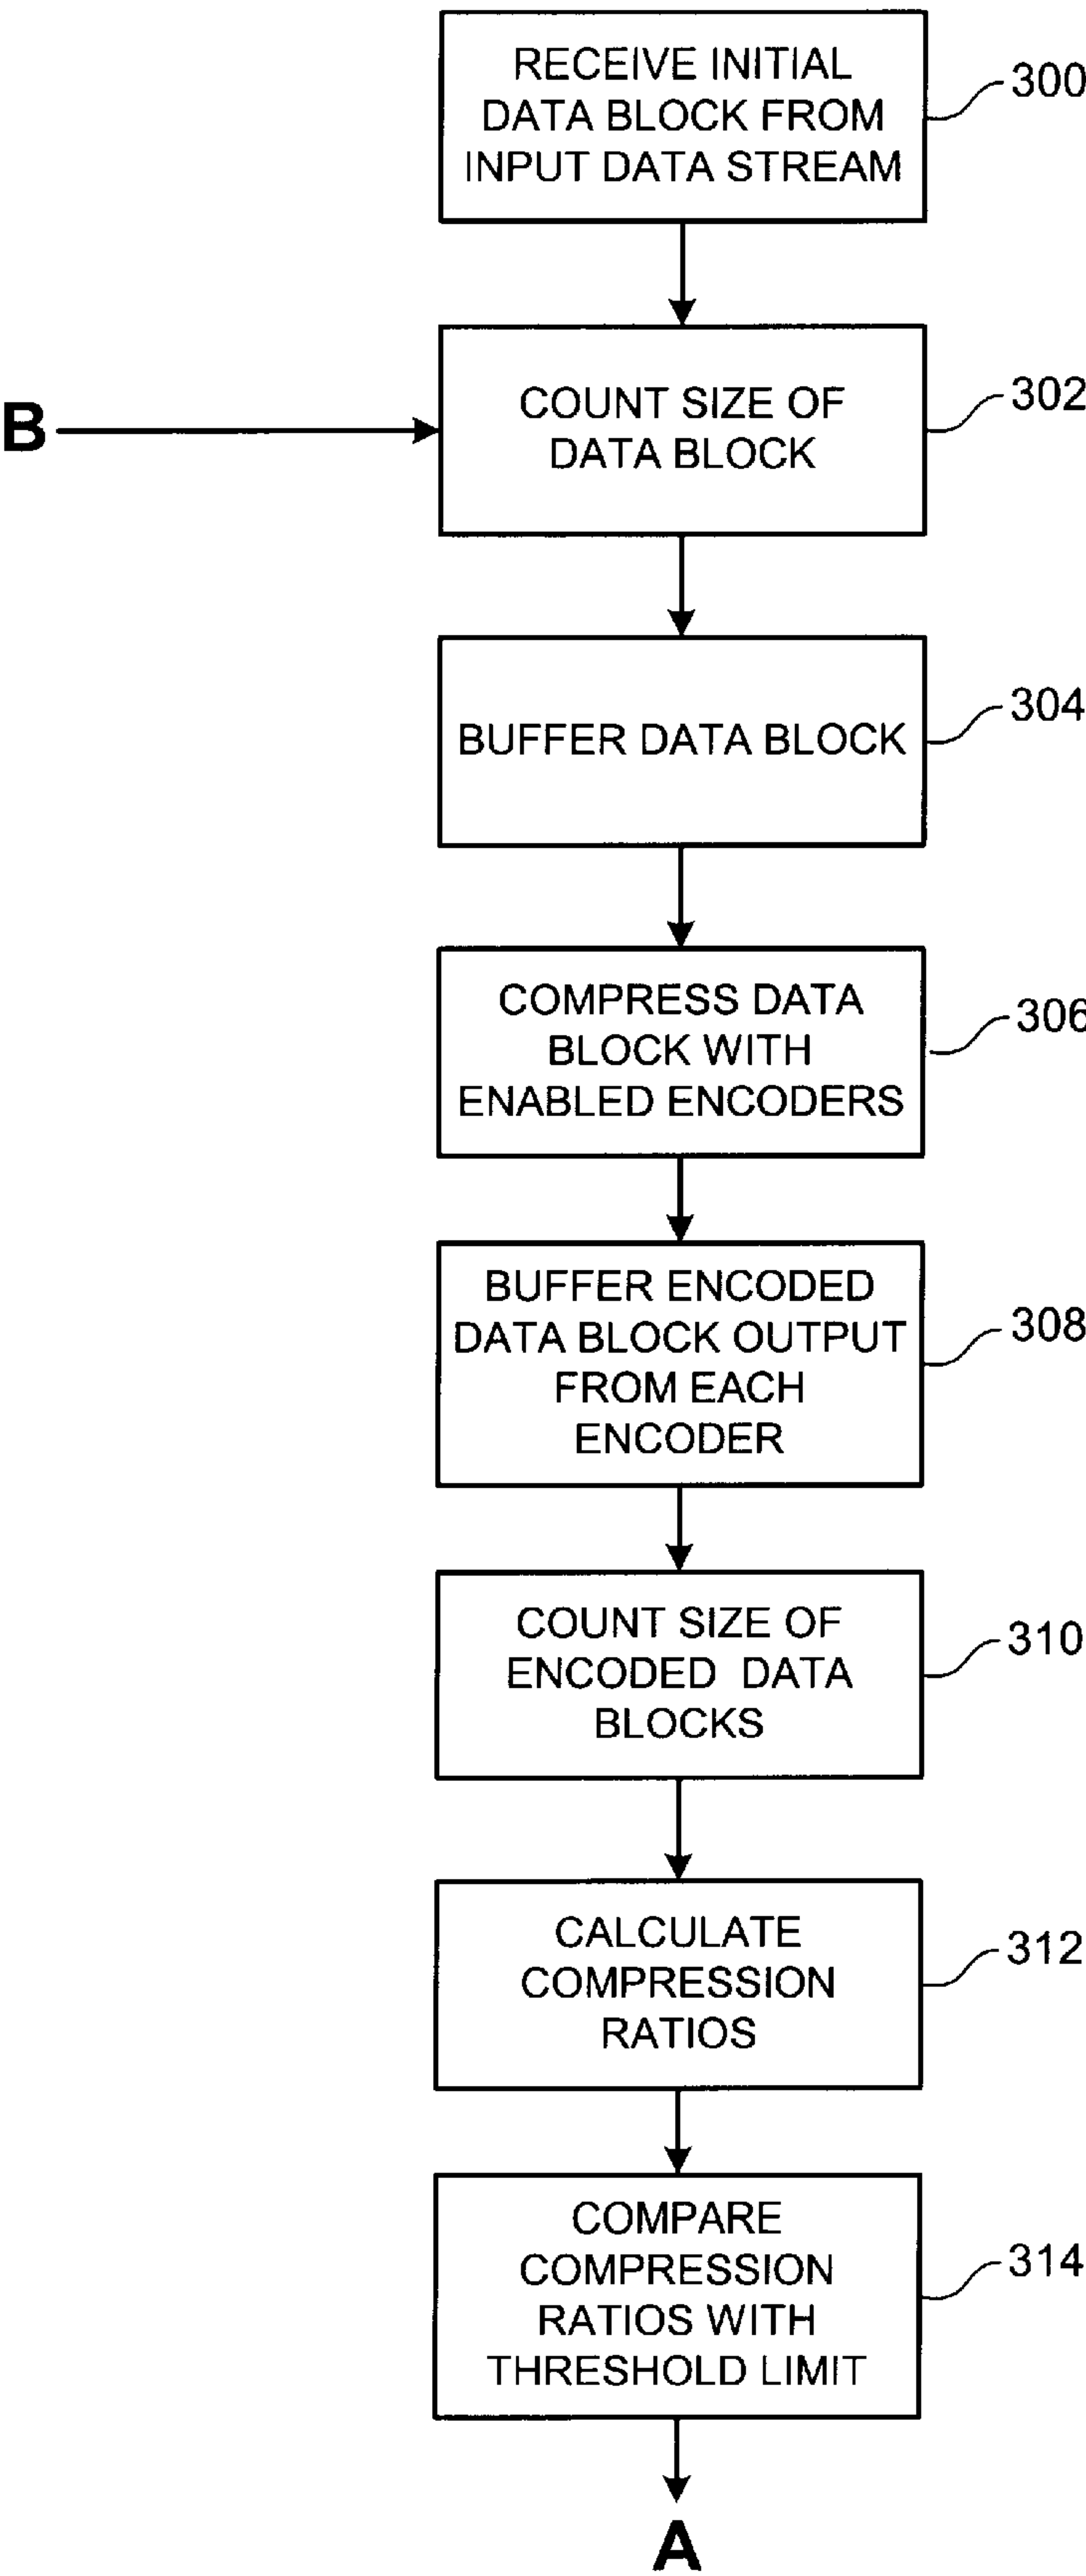 RECEIVE INITIAL
DATA BLOCK FROM
INPUT DATA STREAM
300
B
COUNT SIZE OF
DATA BLOCK
302
BUFFER DATA BLOCK
304
COMPRESS DATA
BLOCK WITH
ENABLED ENCODERS
306
BUFFER ENCODED
DATA BLOCK OUTPUT
FROM EACH
ENCODER
308
COUNT SIZE OF
ENCODED DATA
BLOCKS
310
CALCULATE
COMPRESSION
RATIOS
312
COMPARE
COMPRESSION
RATIOS WITH
THRESHOLD LIMIT
314
A